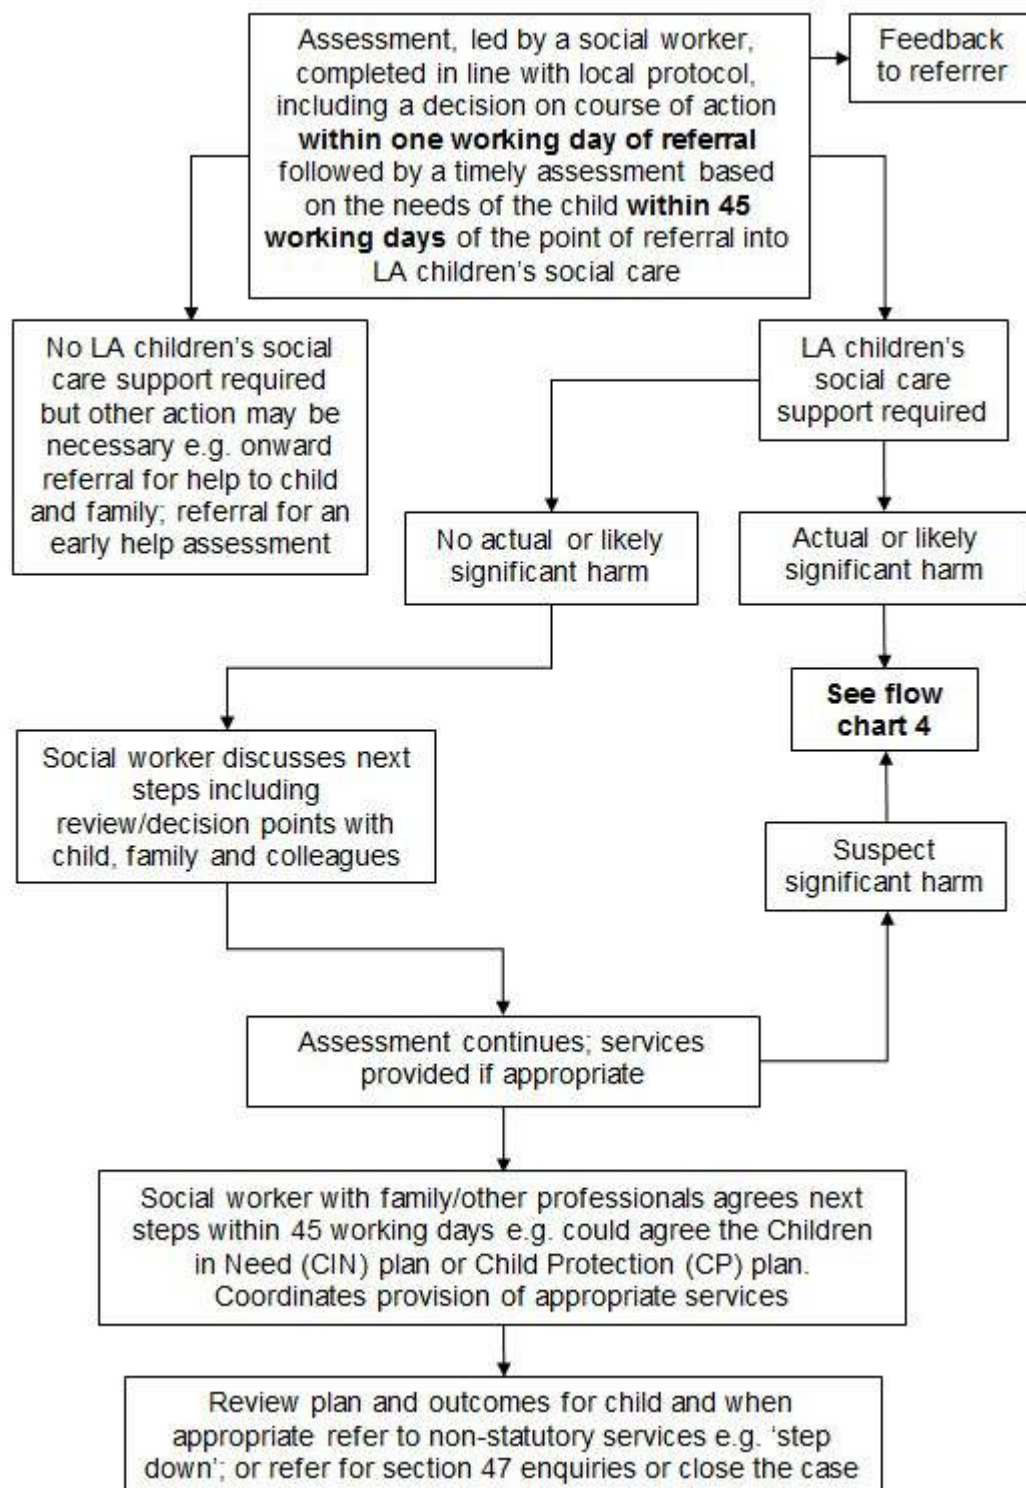 Assessment, led by a social worker,
completed in line with local protocol,
including a decision on course of action
within one working day of referral
followed by a timely assessment based
on the needs of the child within 45
working days of the point of referral into
LA children’s social care
Feedback
to referrer
No LA children’s social
care support required
but other action may be
necessary e.g. onward
referral for help to child
and family; referral for an
early help assessment
LA children’s
social care
support required
No actual or likely
significant harm
Actual or likely
significant harm
See flow
chart 4
Social worker discusses next
steps including
review/decision points with
child, family and colleagues
Suspect
significant harm
Assessment continues; services
provided if appropriate
Social worker with family/other professionals agrees next
steps within 45 working days e.g. could agree the Children
in Need (CIN) plan or Child Protection (CP) plan.
Coordinates provision of appropriate services
Review plan and outcomes for child and when
appropriate refer to non-statutory services e.g. ‘step
down’; or refer for section 47 enquiries or close the case